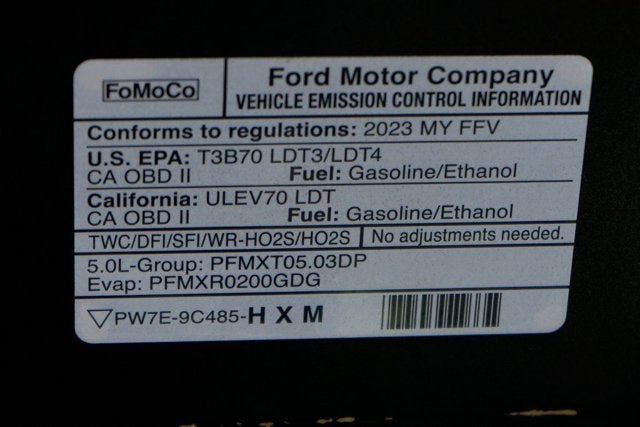 FoMoCo
Ford Motor Company
VEHICLE EMISSION CONTROL INFORMATION
Conforms to regulations: 2023 MY FFV
U.S. EPA: T3B70 LDT3/LDT4
CA OBD II Fuel: Gasoline/Ethanol
California: ULEV70 LDT
CA OBD II Fuel: Gasoline/Ethanol
TWC/DFI/SFI/WR-HO2S/HO2S No adjustments needed.
5.0L-Group: PFMXT05.03DP
Evap: PFMXR0200GDG
PW7E-9C485-H X M